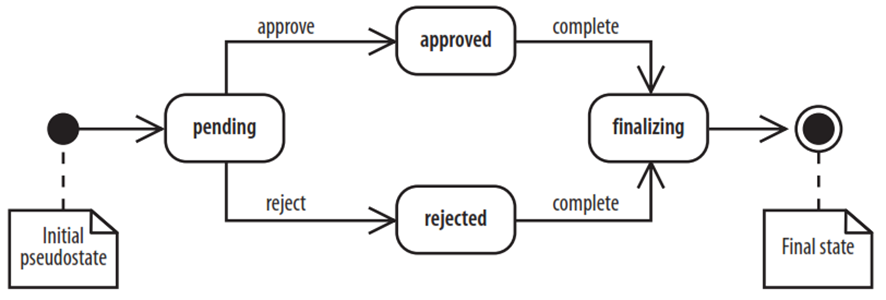 approve
approved
complete
pending
finalizing
reject
rejected
complete
Initial
pseudostate
Final state